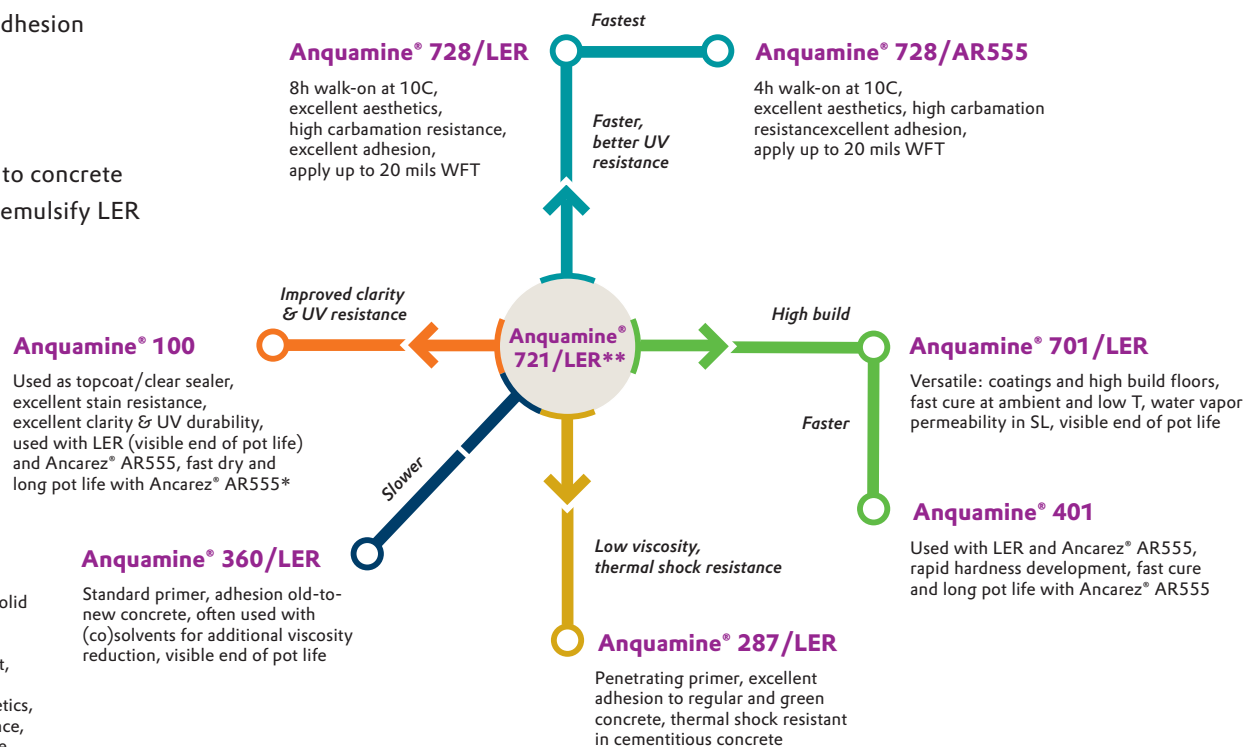 dhesion
to concrete
emulsify LER
Fastest
Anquamine® 728/LER
8h walk-on at 10C,
excellent aesthetics,
high carbamation resistance,
excellent adhesion,
apply up to 20 mils WFT
Faster,
better UV
resistance
Anquamine® 728/AR555
4h walk-on at 10C,
excellent aesthetics, high carbamation
resistanceexcellent adhesion,
apply up to 20 mils WFT
Improved clarity
& UV resistance
Anquamine®
721/LER**
High build
Anquamine® 100
Used as topcoat/clear sealer,
excellent stain resistance,
excellent clarity & UV durability,
used with LER (visible end of pot life)
and Ancarez® AR555, fast dry and
long pot life with Ancarez® AR555*
Anquamine® 701/LER
Versatile: coatings and high build floors,
fast cure at ambient and low T, water vapor
permeability in SL, visible end of pot life
Faster
Slower
Anquamine® 401
Used with LER and Ancarez® AR555,
rapid hardness development, fast cure
and long pot life with Ancarez® AR555
Anquamine® 360/LER
Standard primer, adhesion old-to-
new concrete, often used with
(co)solvents for additional viscosity
reduction, visible end of pot life
Low viscosity,
thermal shock resistance
Anquamine® 287/LER
Penetrating primer, excellent
adhesion to regular and green
concrete, thermal shock resistant
in cementitious concrete
olid
t,
etics,
ce,